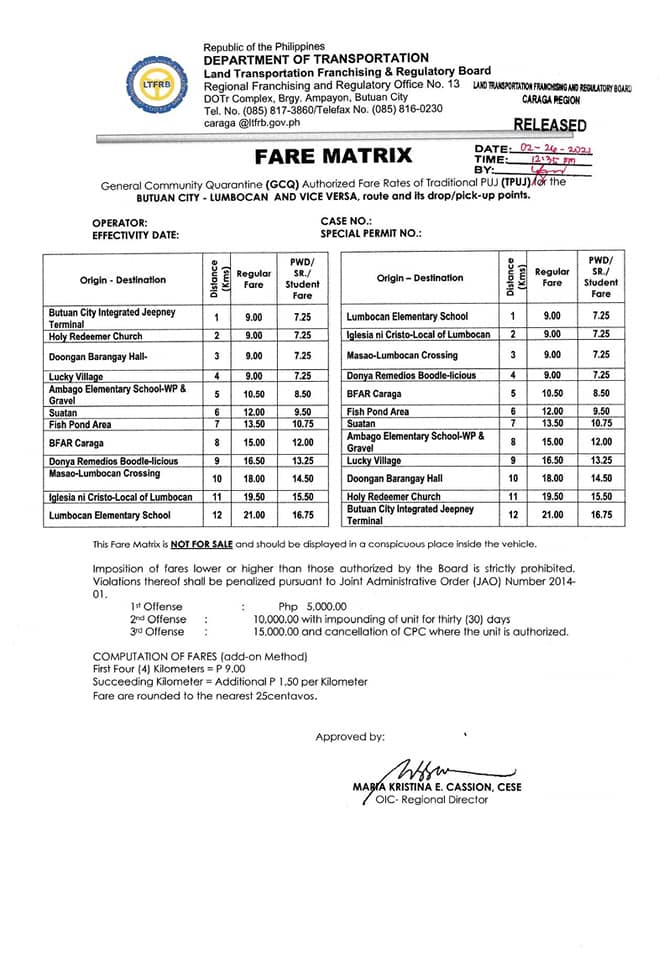 Republic of the Philippines
DEPARTMENT OF TRANSPORTATION
Land Transportation Franchising & Regulatory Board
Regional Franchising and Regulatory Office No. 13
DOTr Complex, Brgy. Ampayon, Butuan City
Tel. No. (085) 817-3860/Telefax No. (085) 816-0230
caraga @ltfrb.gov.ph
LTFRB
LAND TRANSPORTATION FRANCHISING AND REGULATORY BOARD
CARAGA REGION
RELEASED
DATE: 02-26-2021
TIME: 12:35 PM
BY:
FARE MATRIX
General Community Quarantine (GCQ) Authorized Fare Rates of Traditional PUJ (TPUJ) for the
BUTUAN CITY - LUMBOCAN AND VICE VERSA, route and its drop/pick-up points.
OPERATOR: CASE NO.:
EFFECTIVITY DATE: SPECIAL PERMIT NO.:
Origin - Destination Distance (Kms) Regular Fare PWD/ SR./ Student Fare
Butuan City Integrated Jeepney Terminal 1 9.00 7.25
Holy Redeemer Church 2 9.00 7.25
Doongan Barangay Hall- 3 9.00 7.25
Lucky Village 4 9.00 7.25
Ambago Elementary School-WP & Gravel 5 10.50 8.50
Suatan 6 12.00 9.50
Fish Pond Area 7 13.50 10.75
BFAR Caraga 8 15.00 12.00
Donya Remedios Boodle-licious 9 16.50 13.25
Masao-Lumbocan Crossing 10 18.00 14.50
Iglesia ni Cristo-Local of Lumbocan 11 19.50 15.50
Lumbocan Elementary School 12 21.00 16.75
Origin – Destination Distance (Kms) Regular Fare PWD/ SR./ Student Fare
Lumbocan Elementary School 1 9.00 7.25
Iglesia ni Cristo-Local of Lumbocan 2 9.00 7.25
Masao-Lumbocan Crossing 3 9.00 7.25
Donya Remedios Boodle-licious 4 9.00 7.25
BFAR Caraga 5 10.50 8.50
Fish Pond Area 6 12.00 9.50
Suatan 7 13.50 10.75
Ambago Elementary School-WP & Gravel 8 15.00 12.00
Lucky Village 9 16.50 13.25
Doongan Barangay Hall 10 18.00 14.50
Holy Redeemer Church 11 19.50 15.50
Butuan City Integrated Jeepney Terminal 12 21.00 16.75
This Fare Matrix is NOT FOR SALE and should be displayed in a conspicuous place inside the vehicle.
Imposition of fares lower or higher than those authorized by the Board is strictly prohibited.
Violations thereof shall be penalized pursuant to Joint Administrative Order (JAO) Number 2014-
01.
1st Offense : Php 5,000.00
2nd Offense : 10,000.00 with impounding of unit for thirty (30) days
3rd Offense : 15,000.00 and cancellation of CPC where the unit is authorized.
COMPUTATION OF FARES (add-on Method)
First Four (4) Kilometers = P 9.00
Succeeding Kilometer = Additional P 1.50 per Kilometer
Fare are rounded to the nearest 25centavos.
Approved by:
MARIA KRISTINA E. CASSION, CESE
OIC- Regional Director